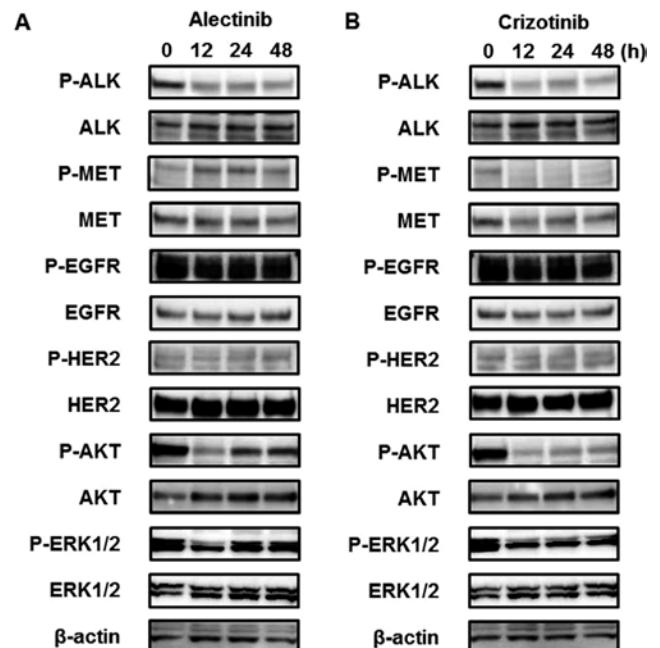 A Alectinib B Crizotinib
0 12 24 48 0 12 24 48 (h)
P-ALK P-ALK
ALK ALK
P-MET P-MET
MET MET
P-EGFR P-EGFR
EGFR EGFR
P-HER2 P-HER2
HER2 HER2
P-AKT P-AKT
AKT AKT
P-ERK1/2 P-ERK1/2
ERK1/2 ERK1/2
β-actin β-actin